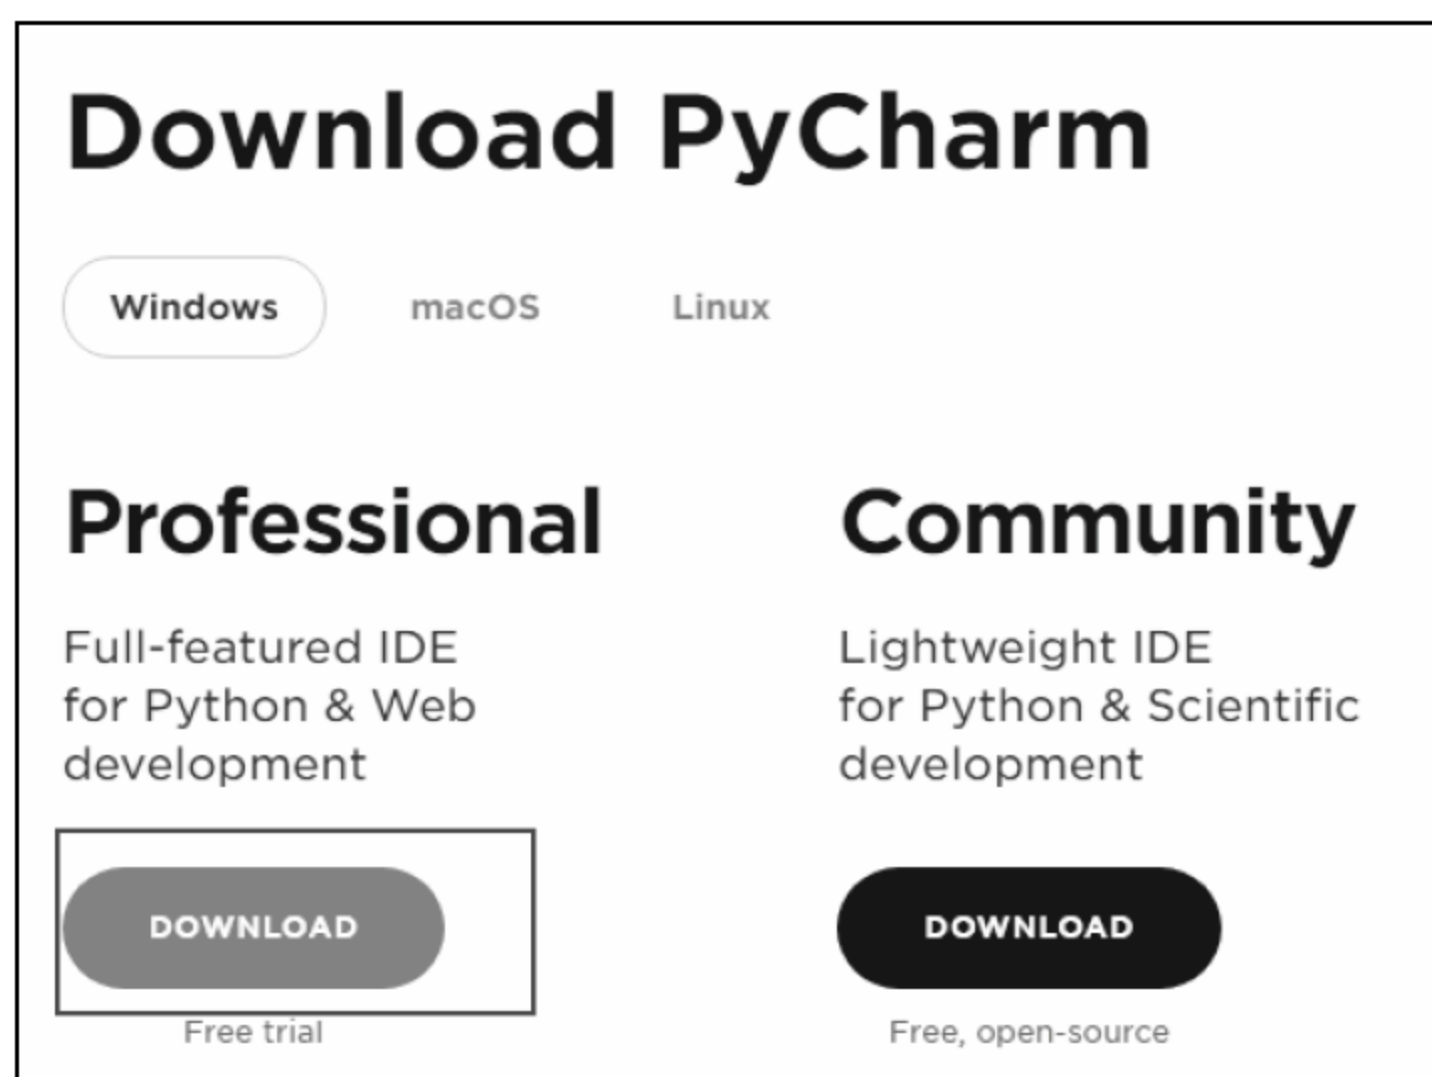 Download PyCharm
Windows macOS Linux
Professional
Full-featured IDE
for Python & Web
development
DOWNLOAD
Free trial
Community
Lightweight IDE
for Python & Scientific
development
DOWNLOAD
Free, open-source